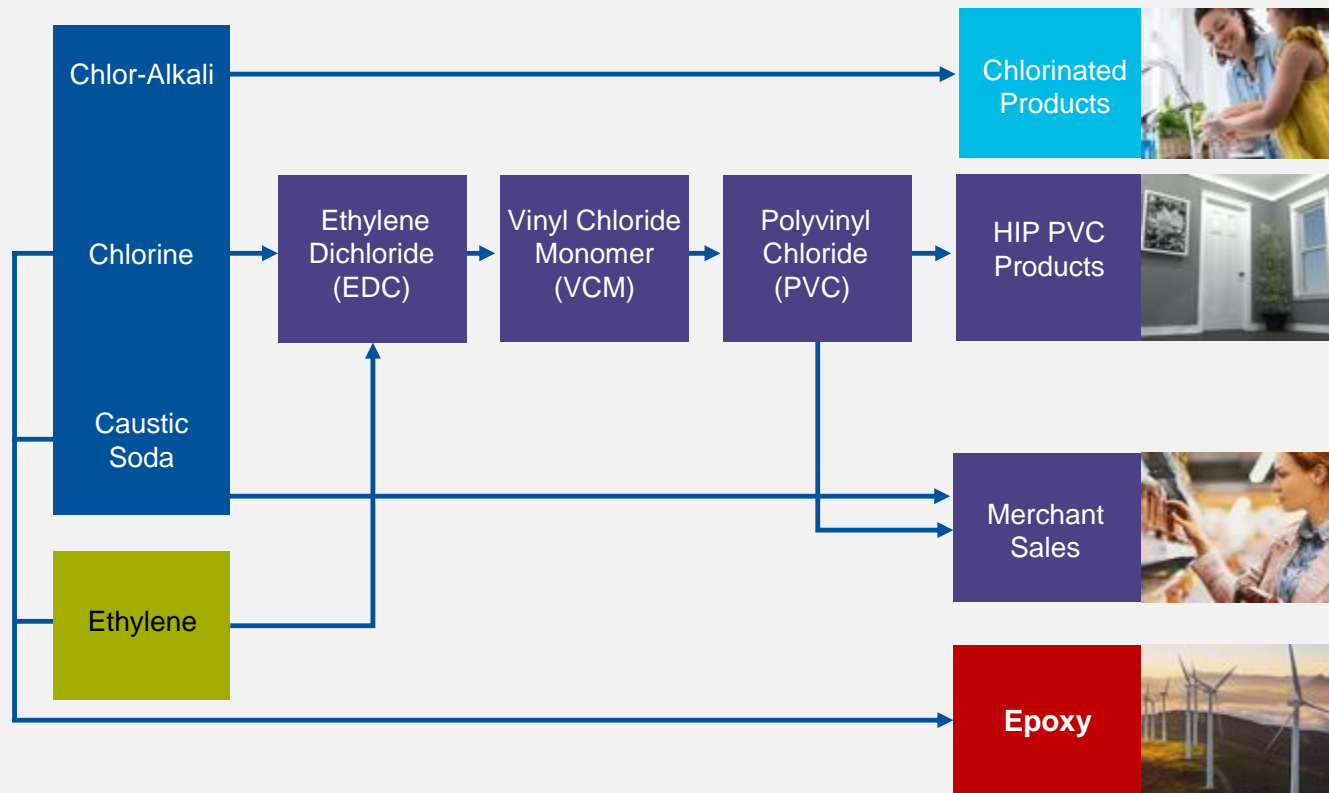 Chlor-Alkali
Chlorinated
Products
Chlorine
Ethylene
Dichloride
(EDC)
Vinyl Chloride
Monomer
(VCM)
Polyvinyl
Chloride
(PVC)
HIP PVC
Products
Caustic
Soda
Merchant
Sales
Ethylene
Epoxy